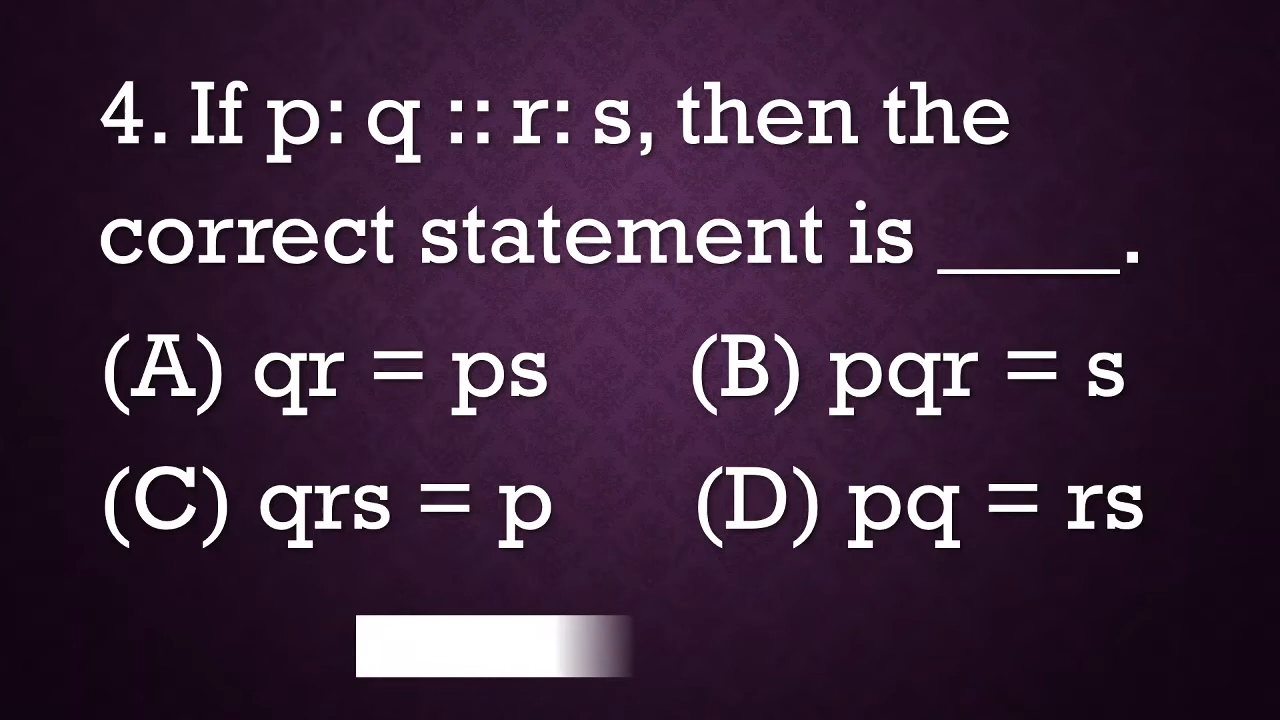 4. If p: q :: r: s, then the
correct statement is _____.
(A) qr = ps (B) pqr = s
(C) qrs = p (D) pq = rs